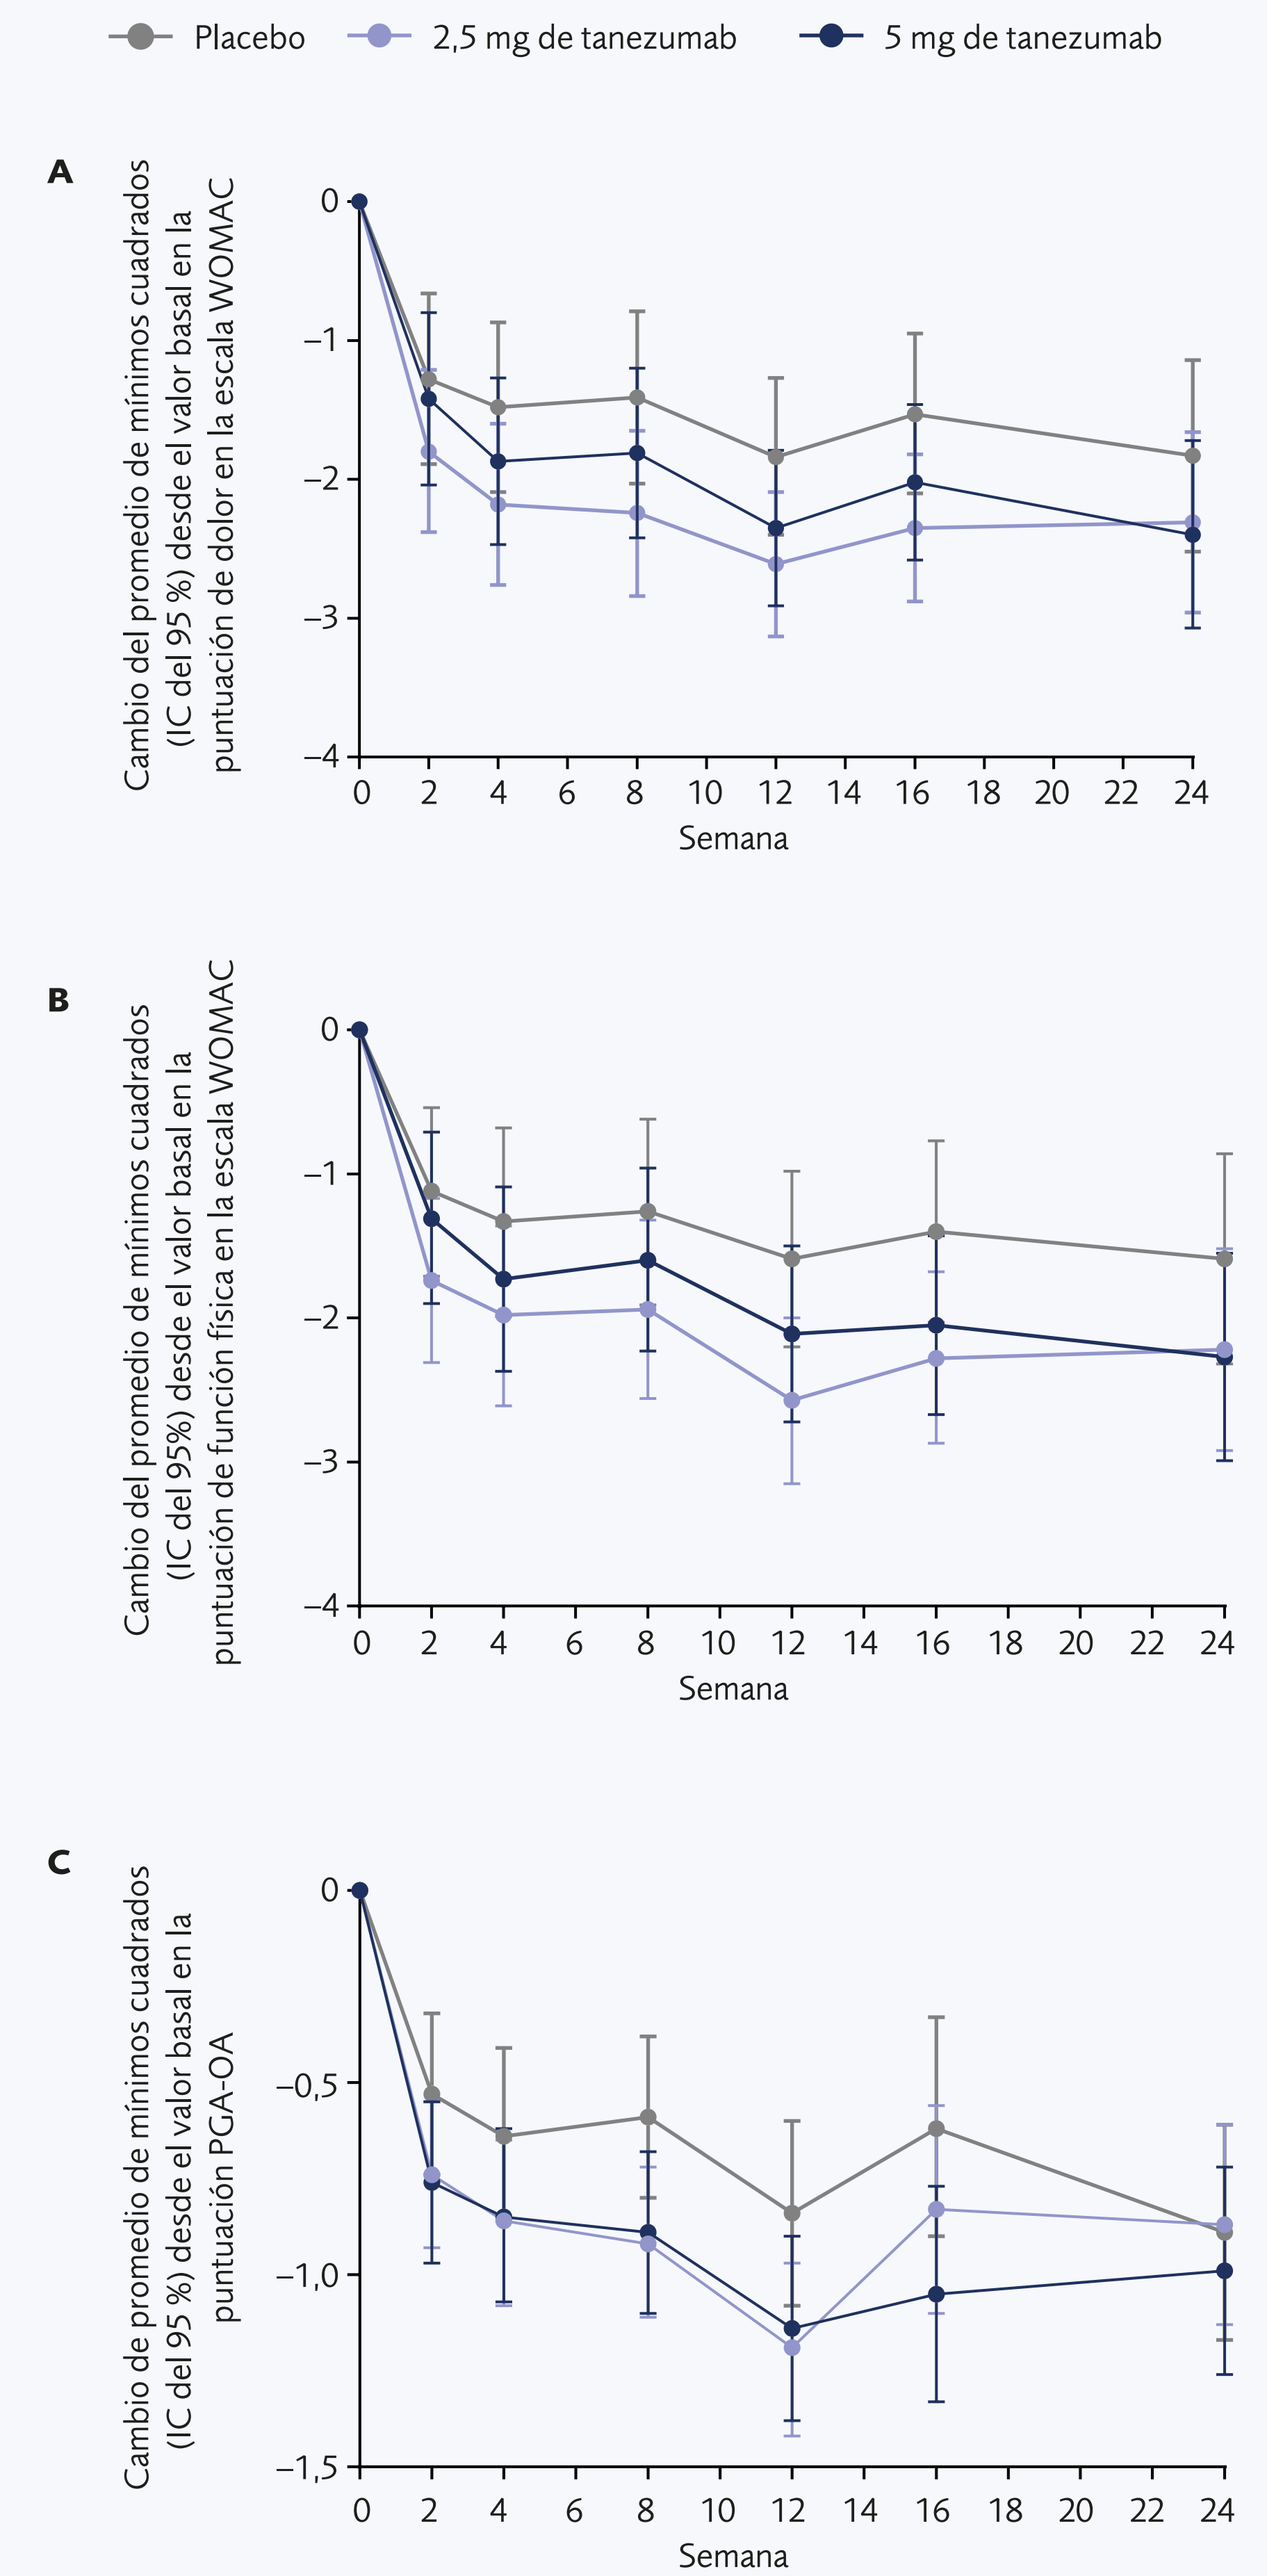 Placebo 2,5 mg de tanezumab 5 mg de tanezumab
A
Cambio del promedio de mínimos cuadrados
(IC del 95 %) desde el valor basal en la
puntuación de dolor en la escala WOMAC
0
–1
–2
–3
–4
0 2 4 6 8 10 12 14 16 18 20 22 24
Semana
B
Cambio del promedio de mínimos cuadrados
(IC del 95%) desde el valor basal en la
puntuación de función física en la escala WOMAC
0
–1
–2
–3
–4
0 2 4 6 8 10 12 14 16 18 20 22 24
Semana
C
Cambio de promedio de mínimos cuadrados
(IC del 95 %) desde el valor basal en la
puntuación PGA-OA
0
–0,5
–1,0
–1,5
0 2 4 6 8 10 12 14 16 18 20 22 24
Semana